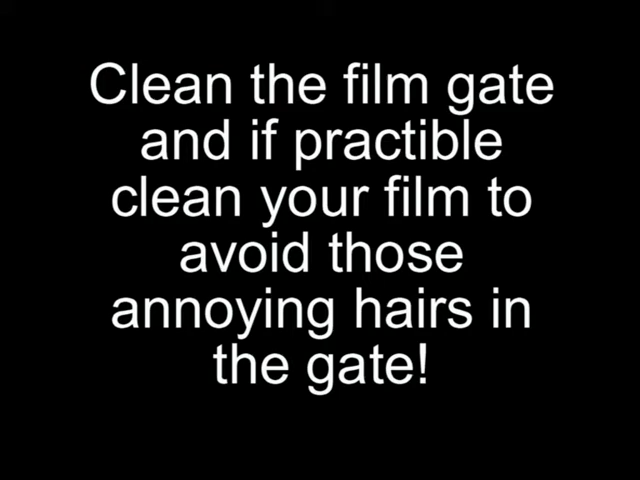 Clean the film gate
and if practible
clean your film to
avoid those
annoying hairs in
the gate!